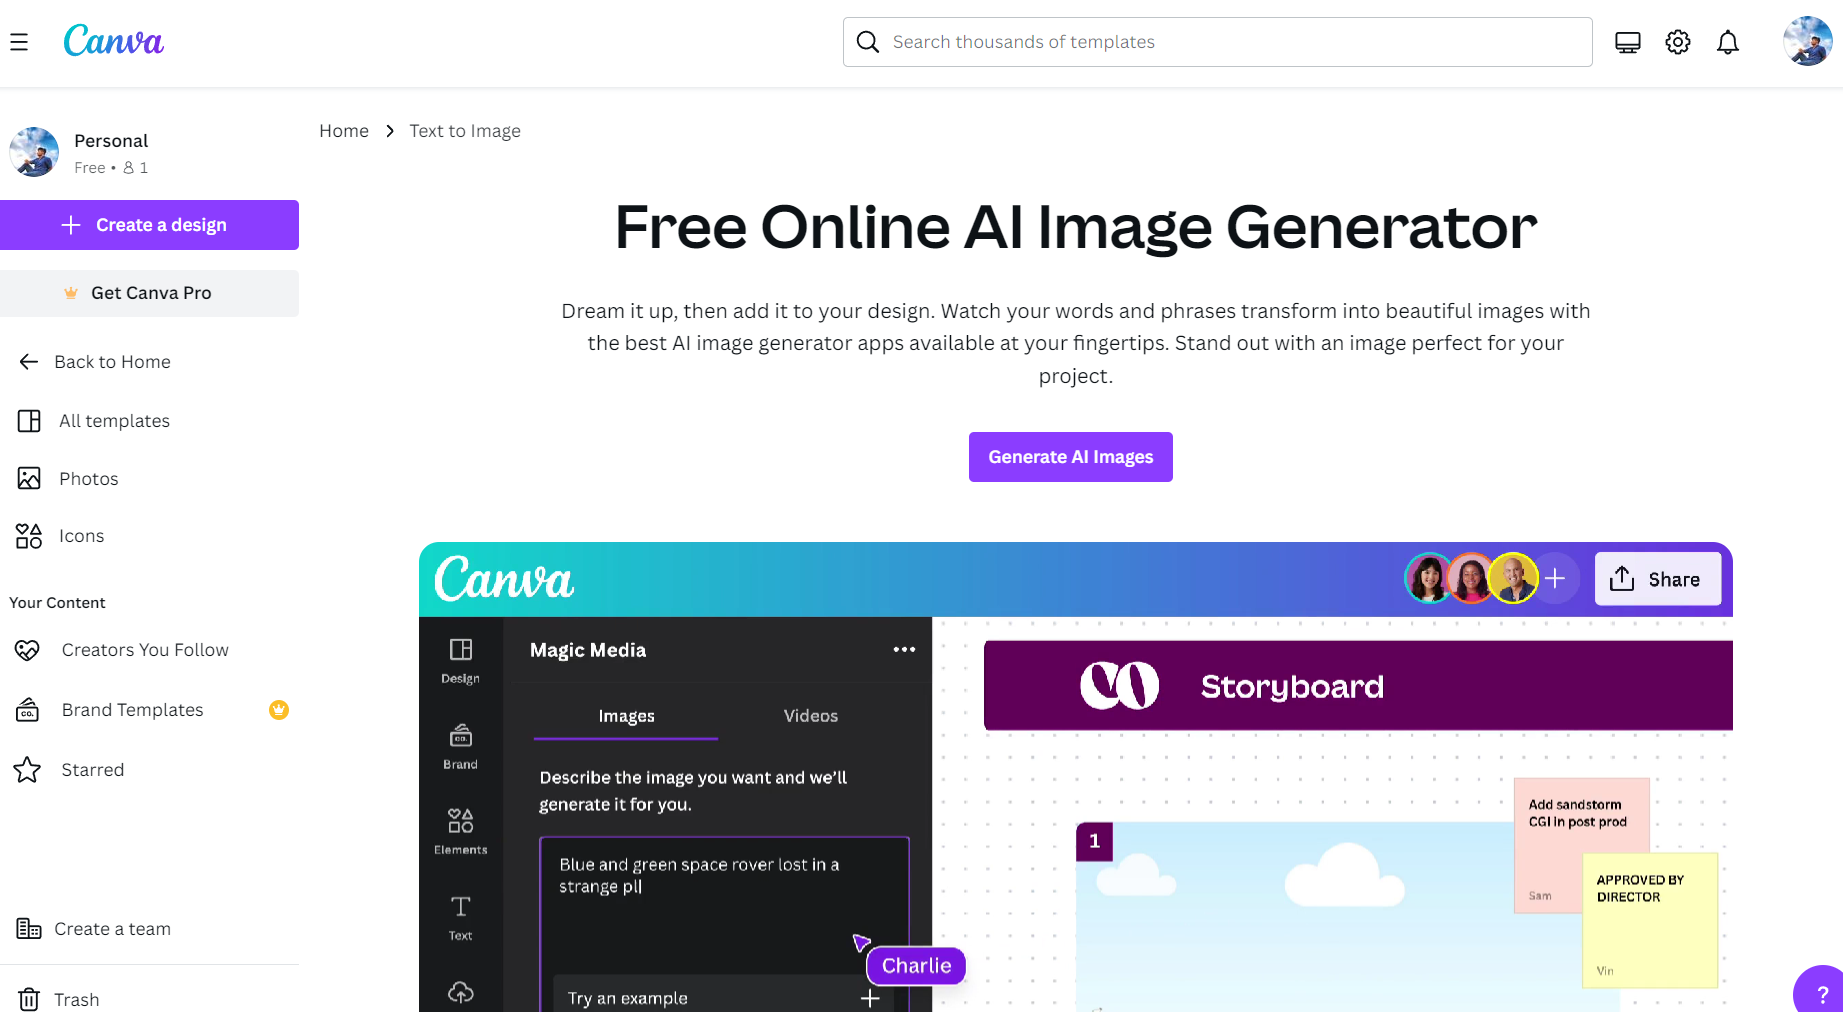 Canva
Search thousands of templates
Personal
Free • 1
Create a design
Get Canva Pro
Back to Home
All templates
Photos
Icons
Your Content
Creators You Follow
Brand Templates
Starred
Create a team
Trash
Home > Text to Image
Free Online AI Image Generator
Dream it up, then add it to your design. Watch your words and phrases transform into beautiful images with
the best AI image generator apps available at your fingertips. Stand out with an image perfect for your
project.
Generate AI Images
Canva
Share
Design
Brand
CO.
Elements
Text
Magic Media
Images Videos
Describe the image you want and we'll
generate it for you.
Blue and green space rover lost in a
strange pl
Charlie
Try an example
Storyboard
1
Add sandstorm
CGI in post prod
Sam
APPROVED BY
DIRECTOR
Vin
?